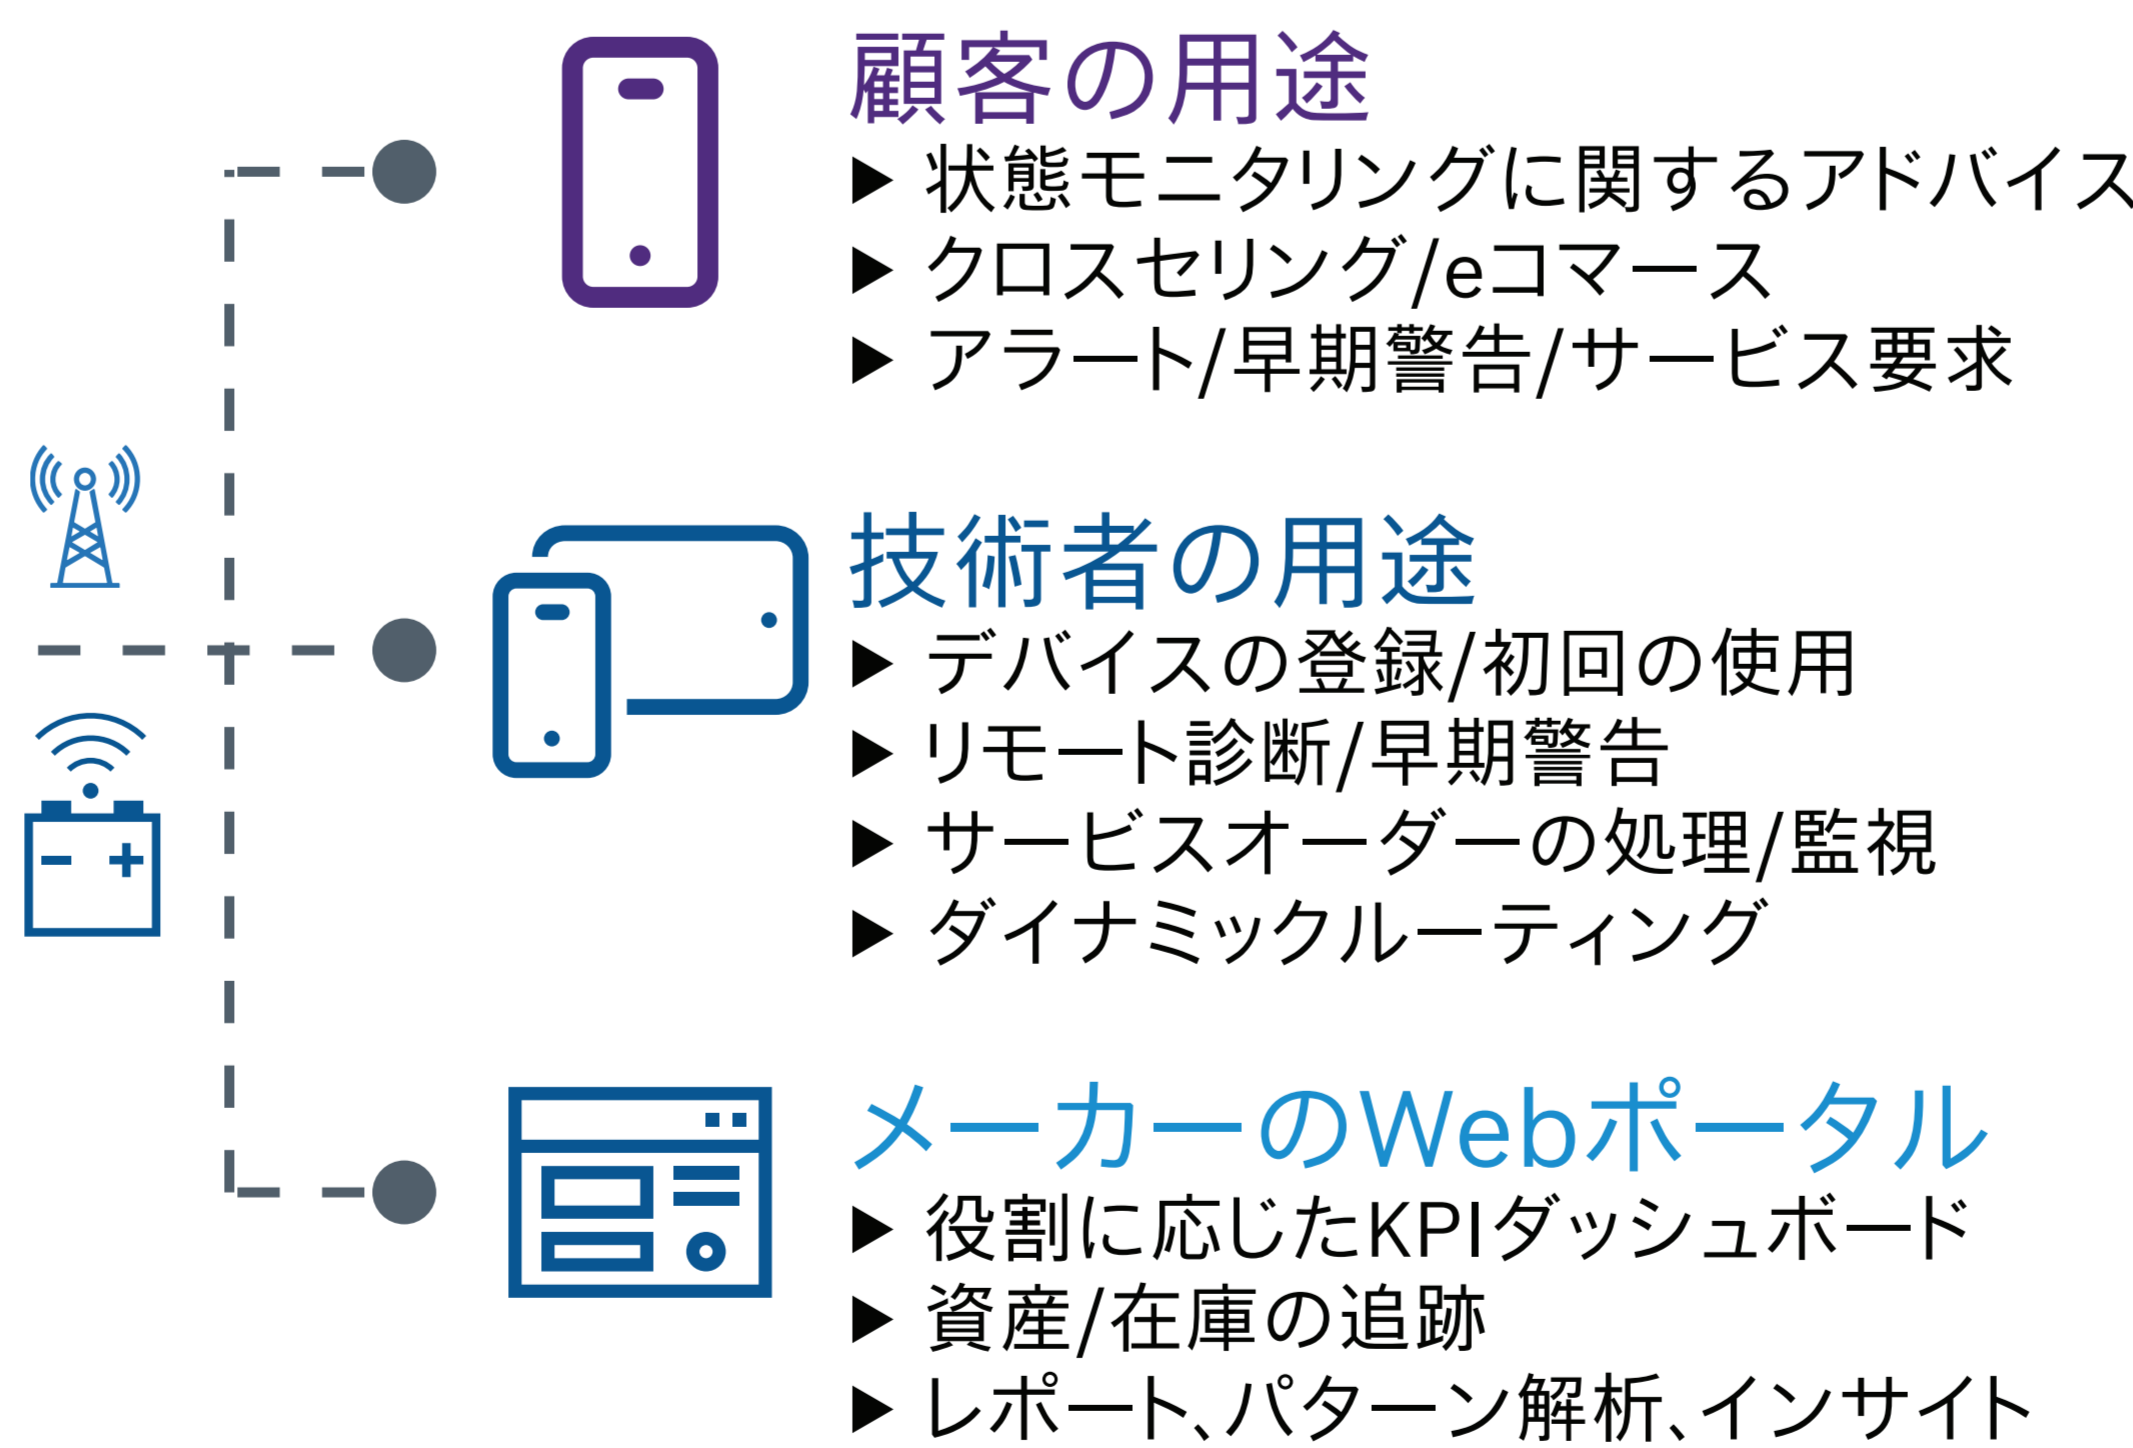 顧客の用途
▶ 状態モニタリングに関するアドバイス
▶ クロスセリング/eコマース
▶ アラート/早期警告/サービス要求
技術者の用途
▶ デバイスの登録/初回の使用
▶ リモート診断/早期警告
▶ サービスオーダーの処理/監視
▶ ダイナミックルーティング
メーカーのWebポータル
▶ 役割に応じたKPIダッシュボード
▶ 資産/在庫の追跡
▶ レポート、パターン解析、インサイト